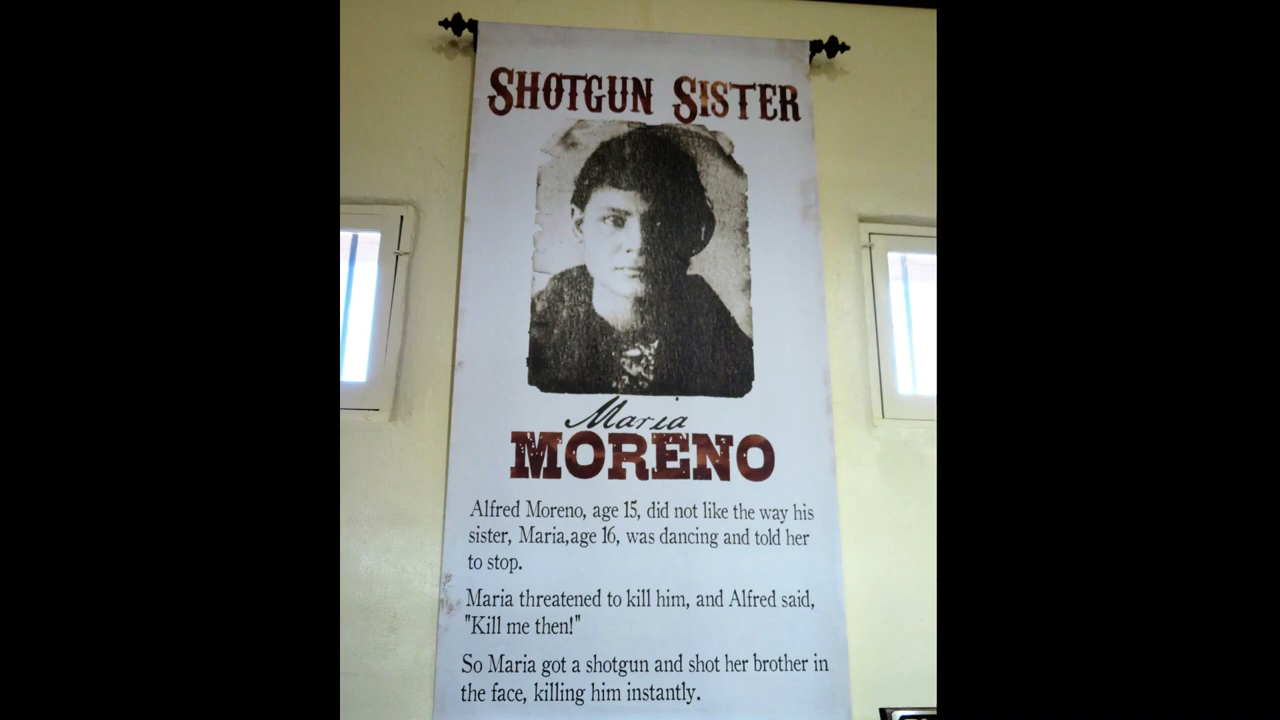 SHOTGUN SISTER
Maria
MORENO
Alfred Moreno, age 15, did not like the way his
sister, Maria,age 16, was dancing and told her
to stop.
Maria threatened to kill him, and Alfred said,
"Kill me then!"
So Maria got a shotgun and shot her brother in
the face, killing him instantly.